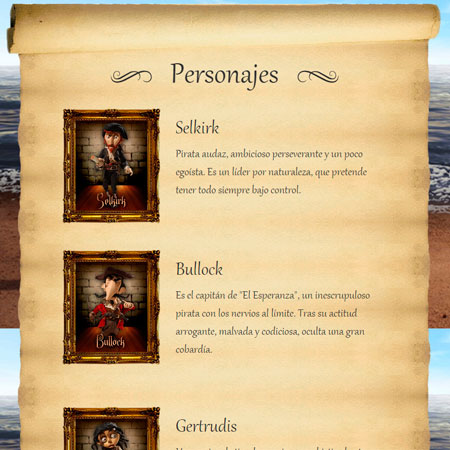 Personajes
Selkirk
Pirata audaz, ambicioso perseverante y un poco
egoísta. Es un líder por naturaleza, que pretende
tener todo siempre bajo control.
Selkirk
Bullock
Es el capitán de "El Esperanza", un inescrupuloso
pirata con los nervios al límite. Tras su actitud
arrogante, malvada y codiciosa, oculta una gran
cobardía.
Bullock
Gertrudis